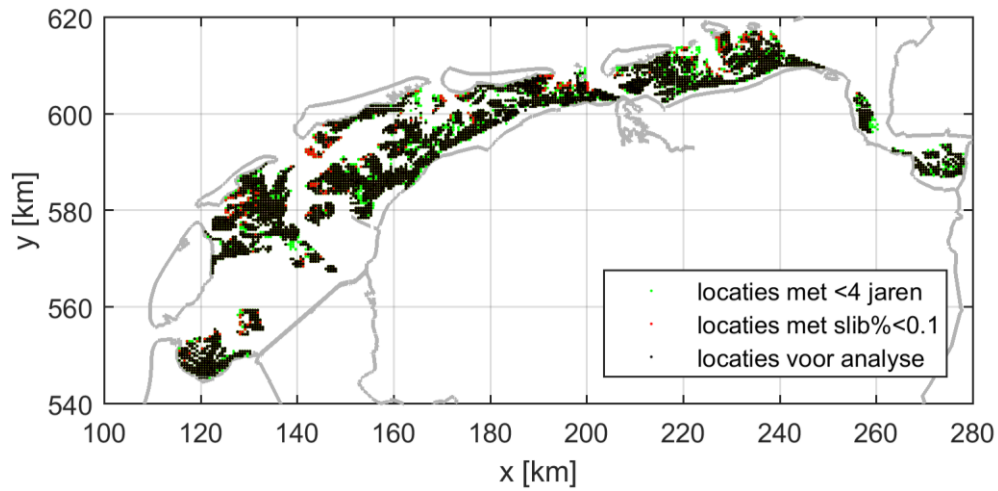 620
600
580
560
540
y [km]
locaties met <4 jaren
locaties met slib%<0.1
locaties voor analyse
100 120 140 160 180 200 220 240 260 280
x [km]